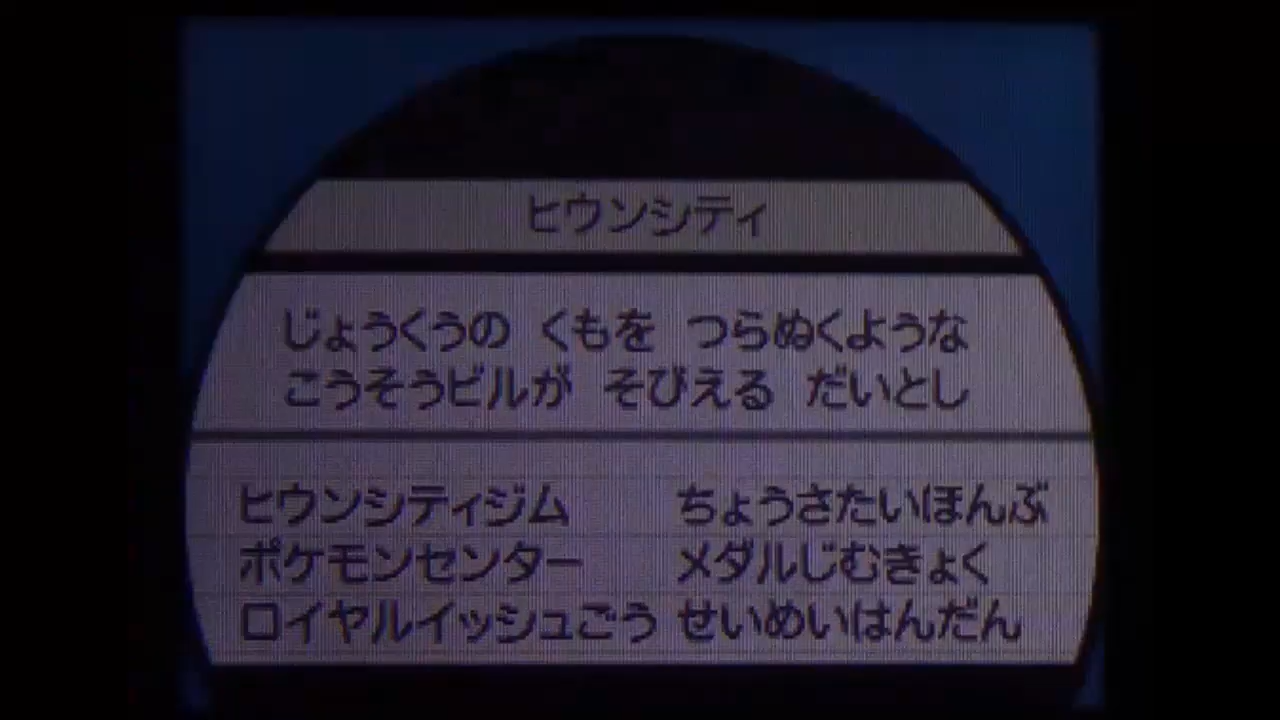 ヒウンシティ
じょうくうの くもを つらぬくような
こうそうビルが そびえる だいとし
ヒウンシティジム ちょうさたいほんぶ
ポケモンセンター メダルじむきょく
ロイヤルイッシュごう せいめいはんだん